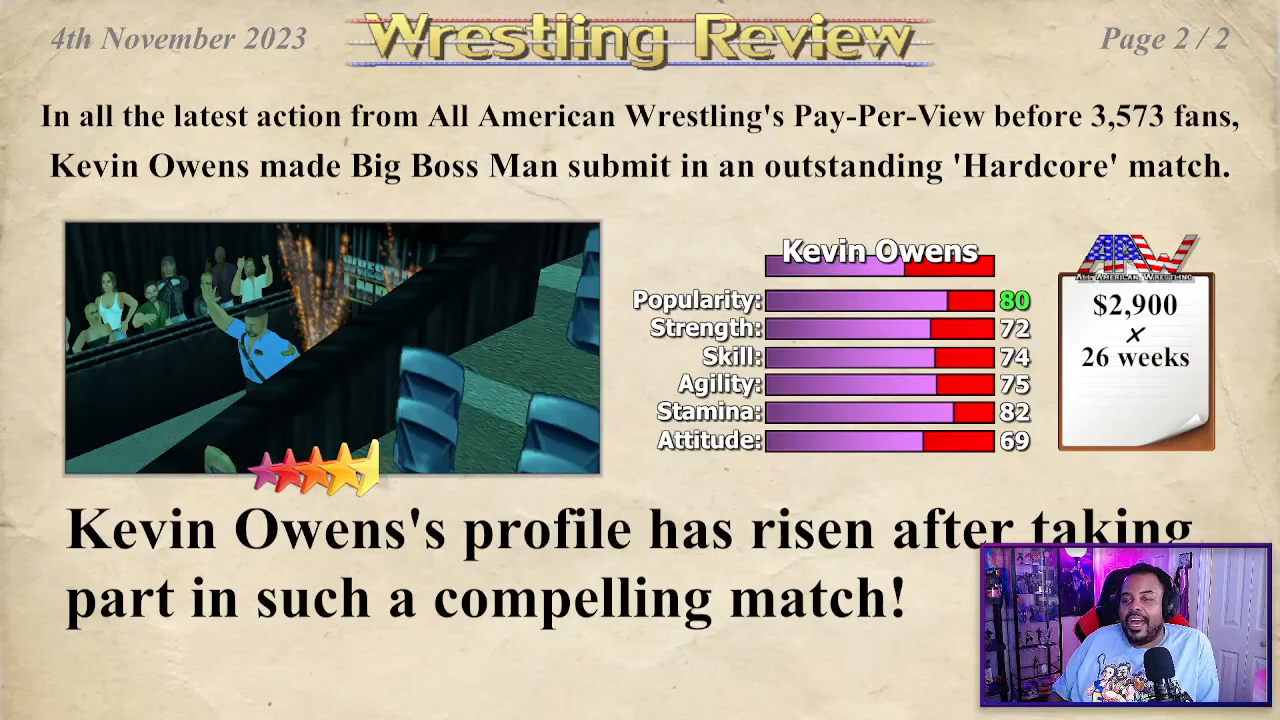 4th November 2023
Wrestling Review
Page 2 / 2
In all the latest action from All American Wrestling's Pay-Per-View before 3,573 fans,
Kevin Owens made Big Boss Man submit in an outstanding 'Hardcore' match.
Kevin Owens
Popularity: 80
Strength: 72
Skill: 74
Agility: 75
Stamina: 82
Attitude: 69
AAW
ALL AMERICAN WRESTLING
$2,900
×
26 weeks
Kevin Owens's profile has risen after taking
part in such a compelling match!